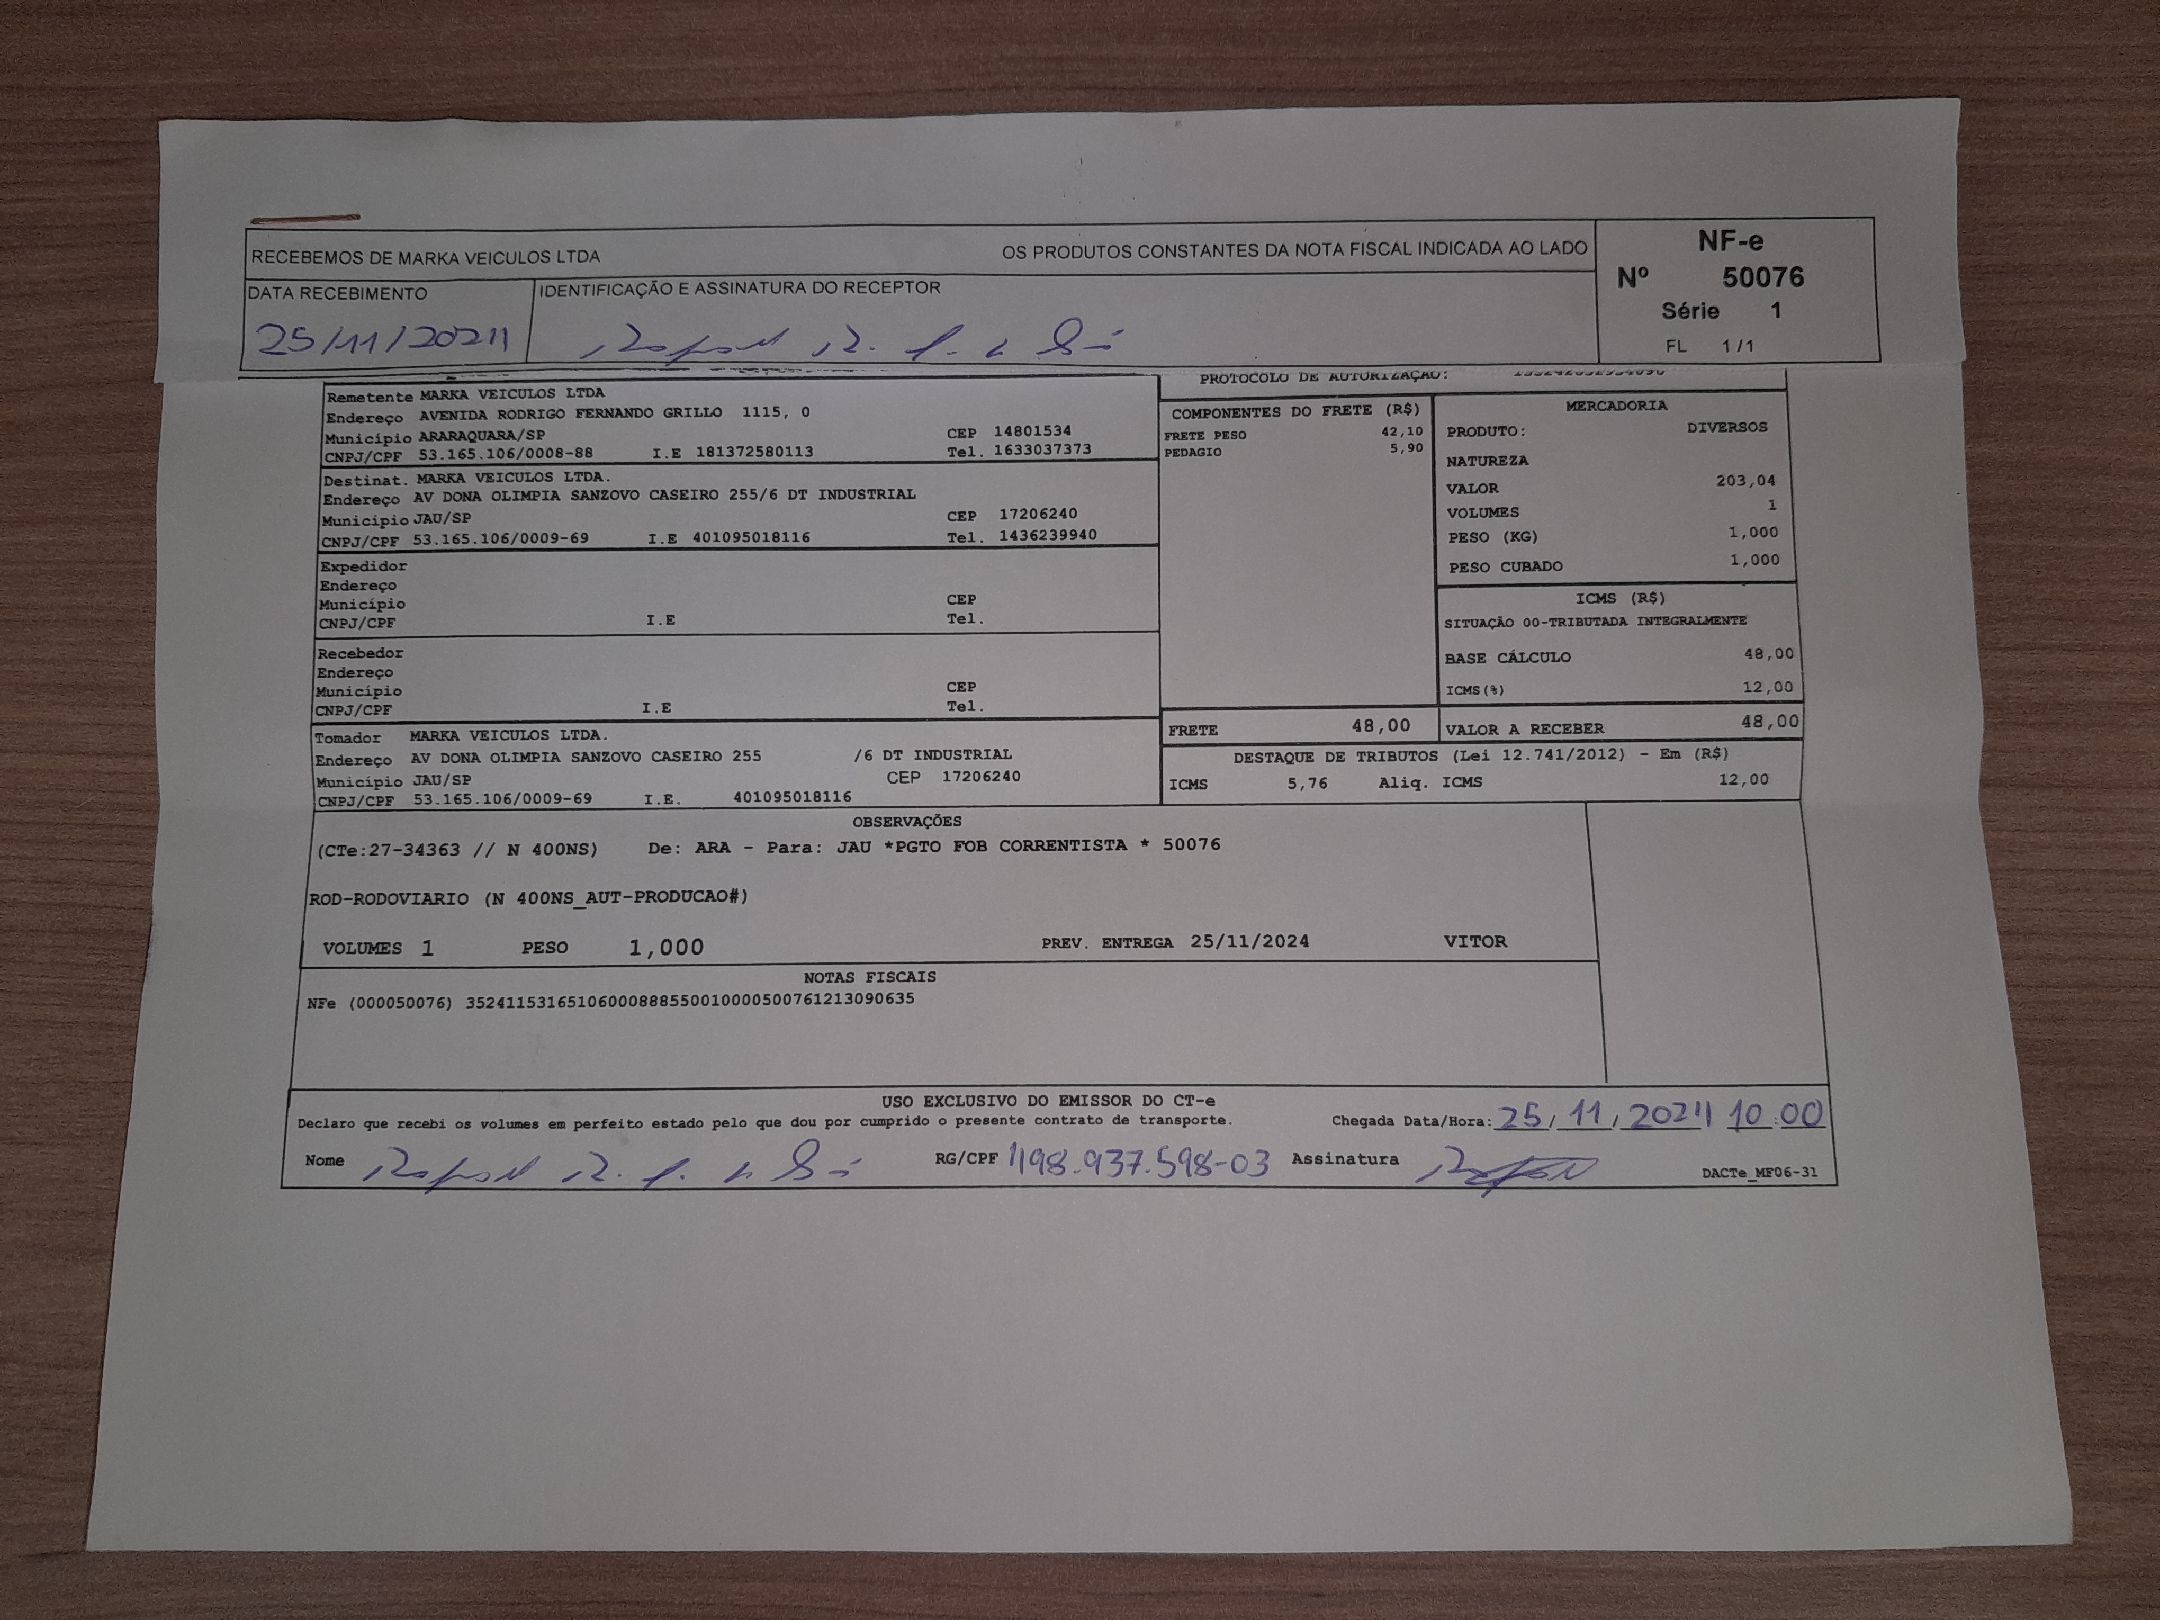 RECEBEMOS DE MARKA VEICULOS LTDA OS PRODUTOS CONSTANTES DA NOTA FISCAL INDICADA AO LADO
NF-e
Nº 50076
Série 1
FL 1/1
DATA RECEBIMENTO
25/11/2024
IDENTIFICAÇÃO E ASSINATURA DO RECEPTOR
PROTOCOLO DE AUTORIZAÇÃO:
Remetente MARKA VEICULOS LTDA
Endereço AVENIDA RODRIGO FERNANDO GRILLO 1115, 0
Município ARARAQUARA/SP CEP 14801534
CNPJ/CPF 53.165.106/0008-88 I.E 181372580113 Tel. 1633037373
Destinat. MARKA VEICULOS LTDA.
Endereço AV DONA OLIMPIA SANZOVO CASEIRO 255/6 DT INDUSTRIAL
Município JAU/SP CEP 17206240
CNPJ/CPF 53.165.106/0009-69 I.E 401095018116 Tel. 1436239940
Expedidor
Endereço
Município CEP
CNPJ/CPF I.E Tel.
Recebedor
Endereço
Município CEP
CNPJ/CPF I.E Tel.
Tomador MARKA VEICULOS LTDA.
Endereço AV DONA OLIMPIA SANZOVO CASEIRO 255 /6 DT INDUSTRIAL
Município JAU/SP CEP 17206240
CNPJ/CPF 53.165.106/0009-69 I.E. 401095018116
COMPONENTES DO FRETE (R$)
FRETE PESO 42,10
PEDAGIO 5,90
MERCADORIA
PRODUTO: DIVERSOS
NATUREZA
VALOR 203,04
VOLUMES 1
PESO (KG) 1,000
PESO CUBADO 1,000
ICMS (R$)
SITUAÇÃO 00-TRIBUTADA INTEGRALMENTE
BASE CÁLCULO 48,00
ICMS(%) 12,00
FRETE 48,00 VALOR A RECEBER 48,00
DESTAQUE DE TRIBUTOS (Lei 12.741/2012) - Em (R$)
ICMS 5,76 Aliq. ICMS 12,00
OBSERVAÇÕES
(CTe:27-34363 // N 400NS) De: ARA - Para: JAU *PGTO FOB CORRENTISTA * 50076
ROD-RODOVIARIO (N 400NS_AUT-PRODUCAO#)
VOLUMES 1 PESO 1,000 PREV. ENTREGA 25/11/2024 VITOR
NOTAS FISCAIS
NFe (000050076) 35241153165106000888550010000500761213090635
USO EXCLUSIVO DO EMISSOR DO CT-e
Declaro que recebi os volumes em perfeito estado pelo que dou por cumprido o presente contrato de transporte. Chegada Data/Hora: 25/11/2024 10:00
Nome RG/CPF 498.937.598-03 Assinatura DACTe_MF06-31